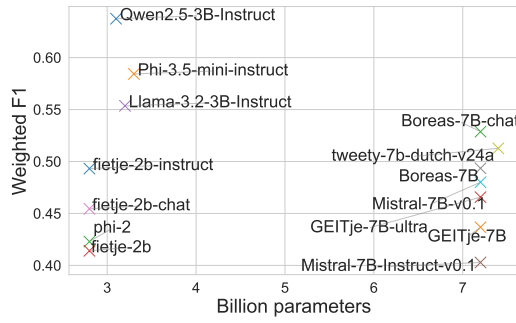 Qwen2.5-3B-Instruct
0.60
Phi-3.5-mini-instruct
Llama-3.2-3B-Instruct
0.55
Boreas-7B-chat
tweety-7b-dutch-v24a
0.50
fietje-2b-instruct
Boreas-7B
Mistral-7B-v0.1
0.45
fietje-2b-chat
GEITje-7B-ultra
phi-2
GEITje-7B
fietje-2b
0.40
Mistral-7B-Instruct-v0.1
Weighted F1
3
4
5
6
7
Billion parameters